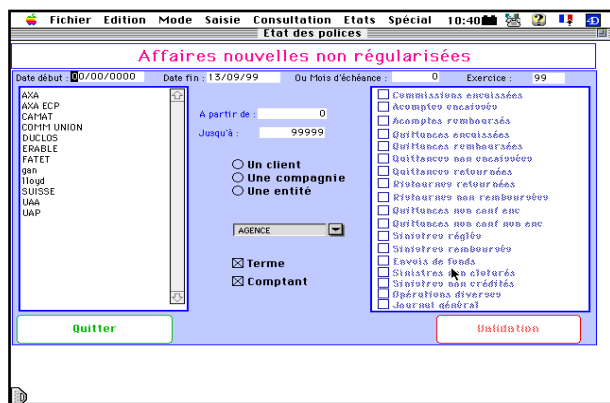 Fichier Edition Mode Saisie Consultation Etats Spécial 10:40
Etat des polices
Affaires nouvelles non régularisées
Date début : 00/00/0000 Date fin : 13/09/99 Ou Mois d'échéance : 0 Exercice : 99
AXA
AXA ECP
CAMAT
COMM UNION
DUCLOS
ERABLE
FATET
gan
lloyd
SUISSE
UAA
UAP
A partir de : 0
Jusqu'à : 99999
Un client
Une compagnie
Une entité
AGENCE
Terme
Comptant
Commissions encaissées
Acomptes encaissés
Acomptes remboursés
Quittances encaissées
Quittances remboursées
Quittances non encaissées
Quittances retournées
Ristournes retournées
Ristournes non remboursées
Quittances non conf enc
Quittances non conf non enc
Sinistres réglés
Sinistres remboursés
Envois de fonds
Sinistres non cloturés
Sinistres non crédités
Opérations diverses
Journal général
Quitter
Validation